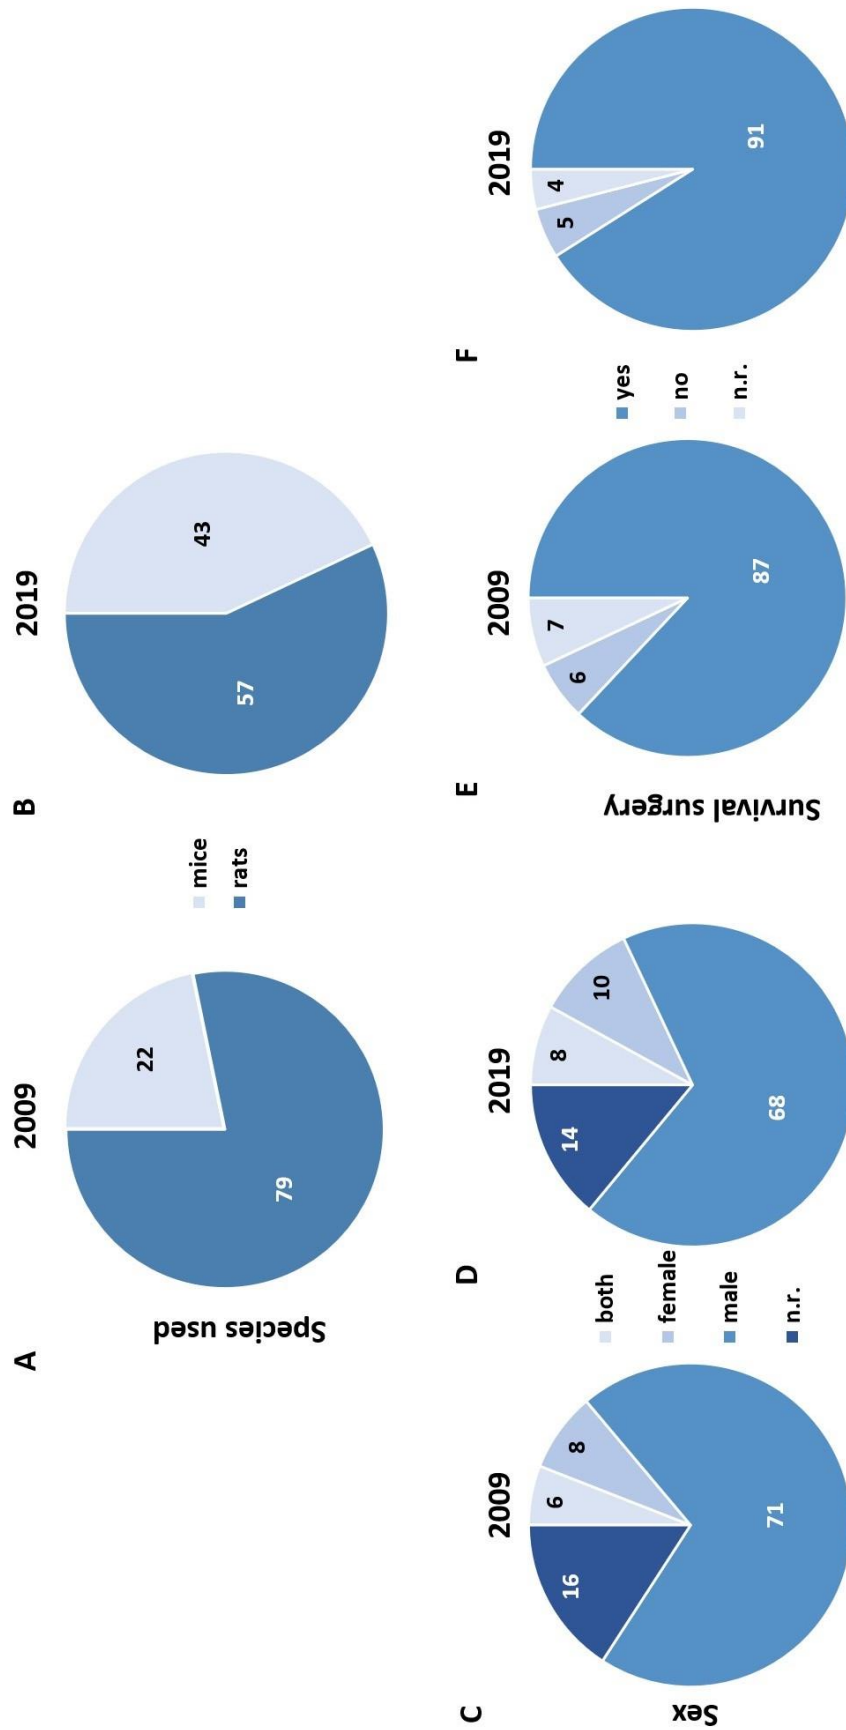 A
Species used
2009
22
79
mice
rats
B
2019
43
57
C
Sex
2009
6
8
71
16
both
female
male
n.r.
D
2019
8
10
68
14
E
Survival surgery
2009
7
6
87
yes
no
n.r.
F
2019
4
5
91